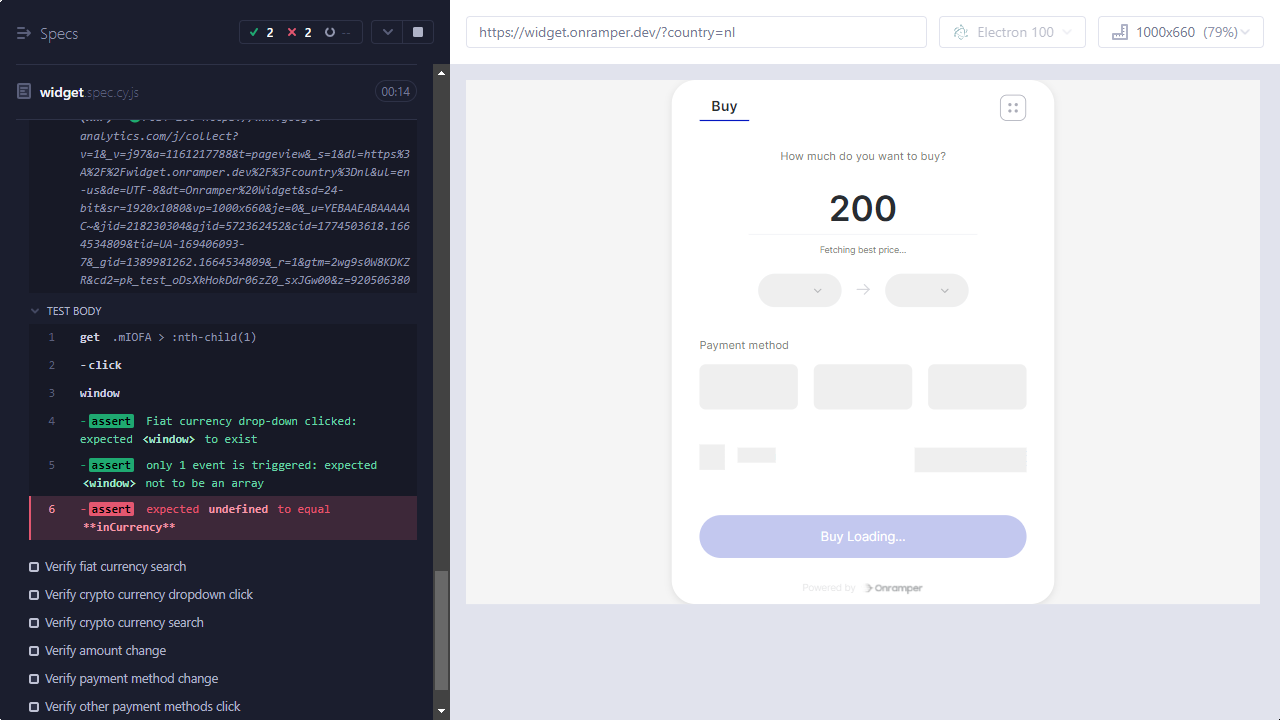 Specs
2
2
--
widget.spec.cy.js
00:14
analytics.com/j/collect?
v=1&_v=j97&a=1161217788&t=pageview&_s=1&dl=https%3
A%2F%2Fwidget.onramper.dev%2F%3Fcountry%3Dnl&ul=en
-us&de=UTF-8&dt=Onramper%20Widget&sd=24-
bit&sr=1920x1080&vp=1000x660&je=0&_u=YEBAAEABAAAAA
C~&jid=218230304&gjid=572362452&cid=1774503618.166
4534809&tid=UA-169406093-
7&_gid=1389981262.1664534809&_r=1&gtm=2wg9s0W8KDKZ
R&cd2=pk_test_oDsXkHokDdr06zZ0_sxJGw00&z=920506380
TEST BODY
1 get .mIOFA > :nth-child(1)
2 -click
3 window
4 -assert Fiat currency drop-down clicked:
expected <window> to exist
5 -assert only 1 event is triggered: expected
<window> not to be an array
6 -assert expected undefined to equal
**inCurrency**
Verify fiat currency search
Verify crypto currency dropdown click
Verify crypto currency search
Verify amount change
Verify payment method change
Verify other payment methods click
https://widget.onramper.dev/?country=nl
Electron 100
1000x660 (79%)
Buy
How much do you want to buy?
200
Fetching best price...
Payment method
Buy Loading...
Powered by Onramper